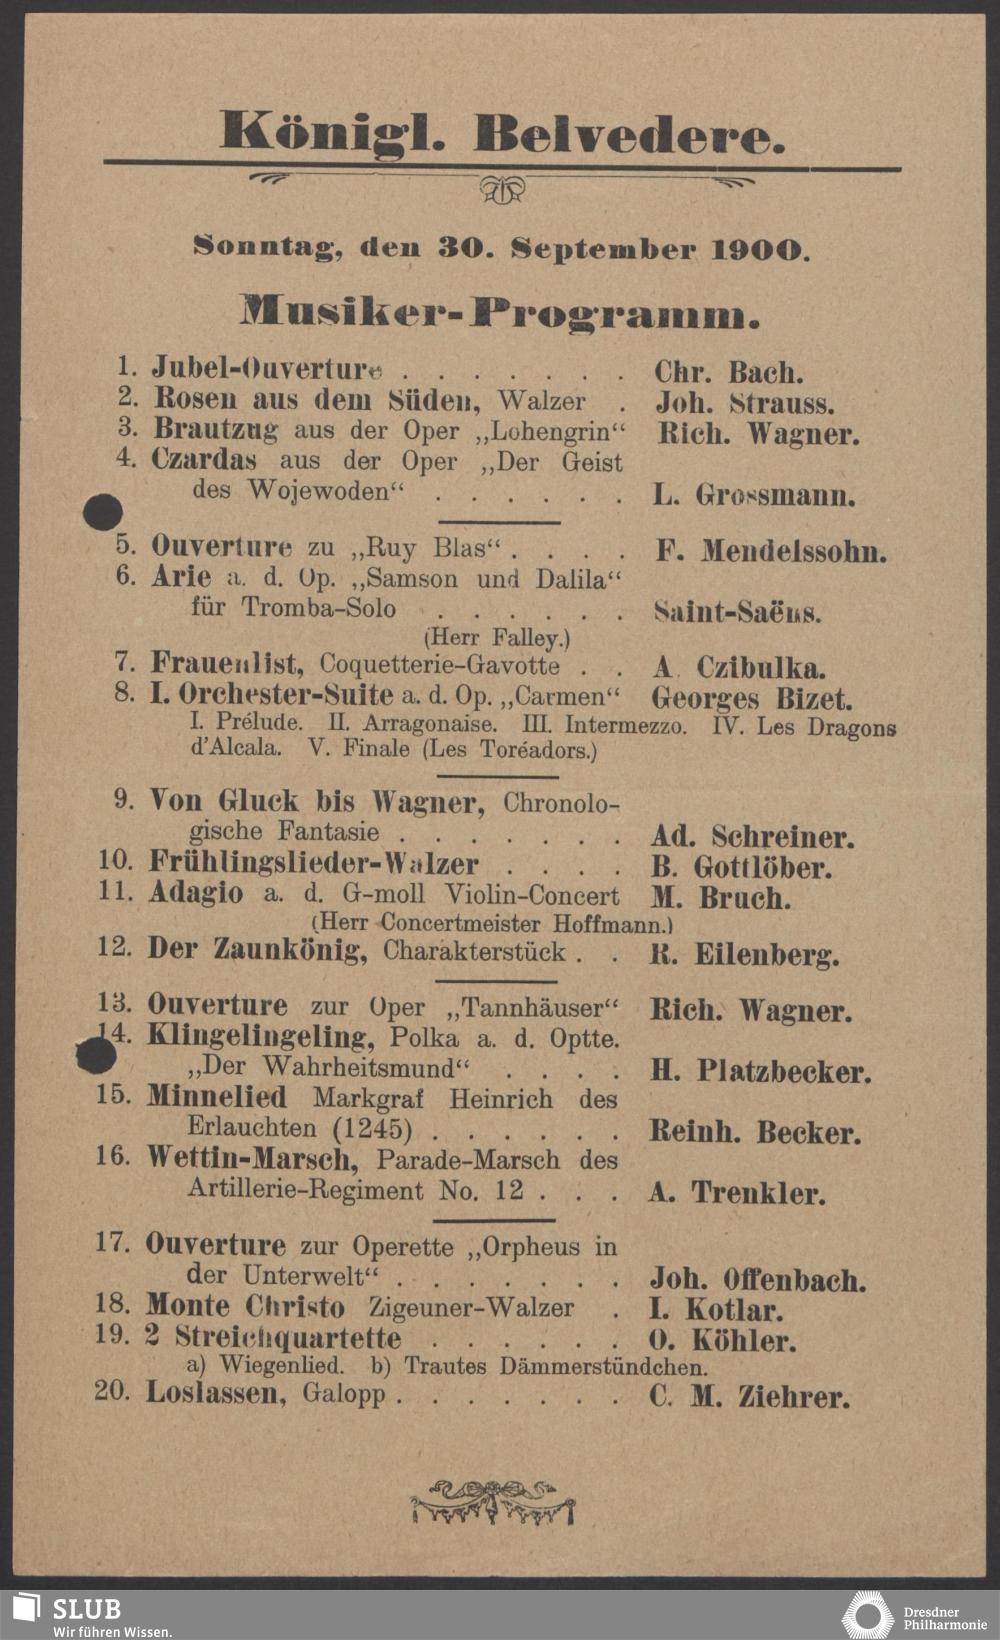 Königl. Belvedere.
Sonntag, den 30. September 1900.
Musiker-Programm.
1. Jubel-Ouverture . . . . . . . Chr. Bach.
2. Rosen aus dem Süden, Walzer . Joh. Strauss.
3. Brautzug aus der Oper „Lohengrin“ Rich. Wagner.
4. Czardas aus der Oper „Der Geist
des Wojewoden“ . . . . . . L. Grossmann.
5. Ouverture zu „Ruy Blas“ . . . . F. Mendelssohn.
6. Arie a. d. Op. „Samson und Dalila“
für Tromba-Solo . . . . . . Saint-Saëns.
(Herr Falley.)
7. Frauenlist, Coquetterie-Gavotte . . A. Czibulka.
8. I. Orchester-Suite a. d. Op. „Carmen“ Georges Bizet.
I. Prélude. II. Arragonaise. III. Intermezzo. IV. Les Dragons
d'Alcala. V. Finale (Les Toréadors.)
9. Von Gluck bis Wagner, Chronolo-
gische Fantasie . . . . . . . Ad. Schreiner.
10. Frühlingslieder-Walzer . . . . B. Gottlöber.
11. Adagio a. d. G-moll Violin-Concert M. Bruch.
(Herr Concertmeister Hoffmann.)
12. Der Zaunkönig, Charakterstück . . R. Eilenberg.
13. Ouverture zur Oper „Tannhäuser“ Rich. Wagner.
14. Klingelingeling, Polka a. d. Optte.
„Der Wahrheitsmund“ . . . . H. Platzbecker.
15. Minnelied Markgraf Heinrich des
Erlauchten (1245) . . . . . . Reinh. Becker.
16. Wettin-Marsch, Parade-Marsch des
Artillerie-Regiment No. 12 . . . A. Trenkler.
17. Ouverture zur Operette „Orpheus in
der Unterwelt“ . . . . . . . Joh. Offenbach.
18. Monte Christo Zigeuner-Walzer . I. Kotlar.
19. 2 Streichquartette . . . . . . O. Köhler.
a) Wiegenlied. b) Trautes Dämmerstündchen.
20. Loslassen, Galopp . . . . . . . C. M. Ziehrer.
SLUB
Wir führen Wissen.
Dresdner
Philharmonie